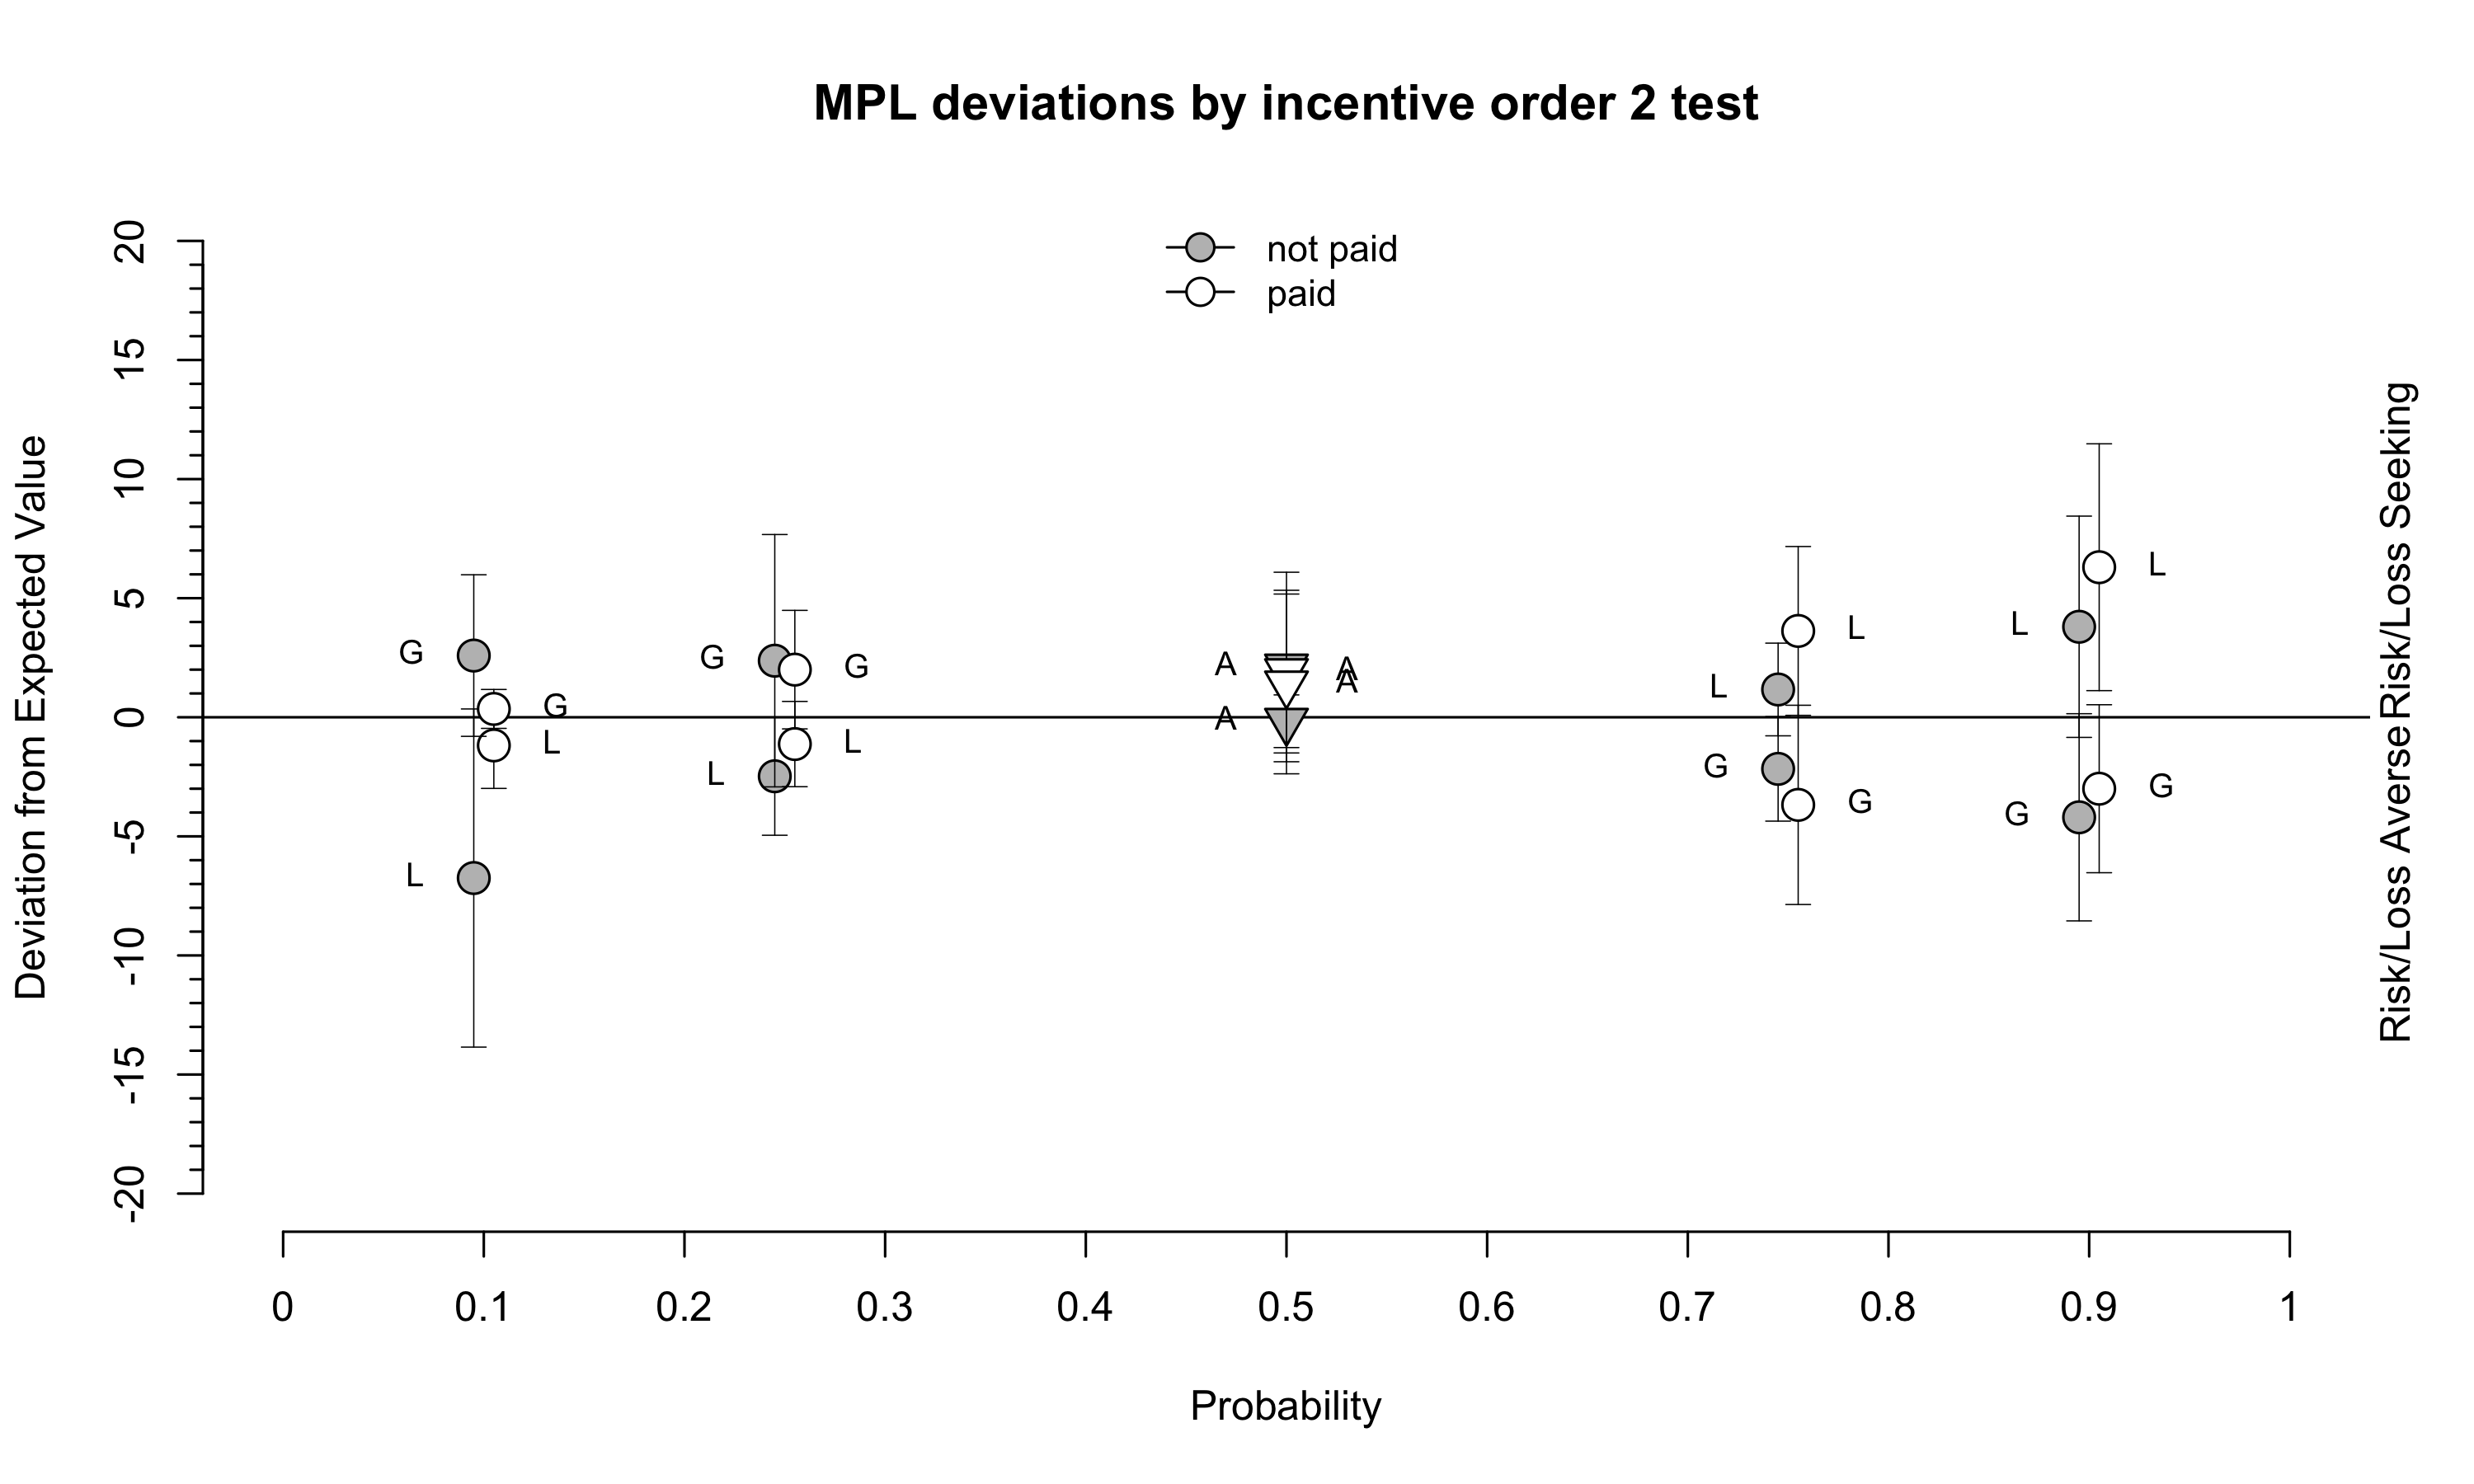 MPL deviations by incentive order 2 test
not paid
paid
20
15
10
5
0
-5
-10
-15
-20
Deviation from Expected Value
Risk/Loss Seeking
Risk/Loss Averse
G
L
G
L
G
L
G
L
A
A
A
A
L
G
L
G
L
G
L
G
0 0.1 0.2 0.3 0.4 0.5 0.6 0.7 0.8 0.9 1
Probability